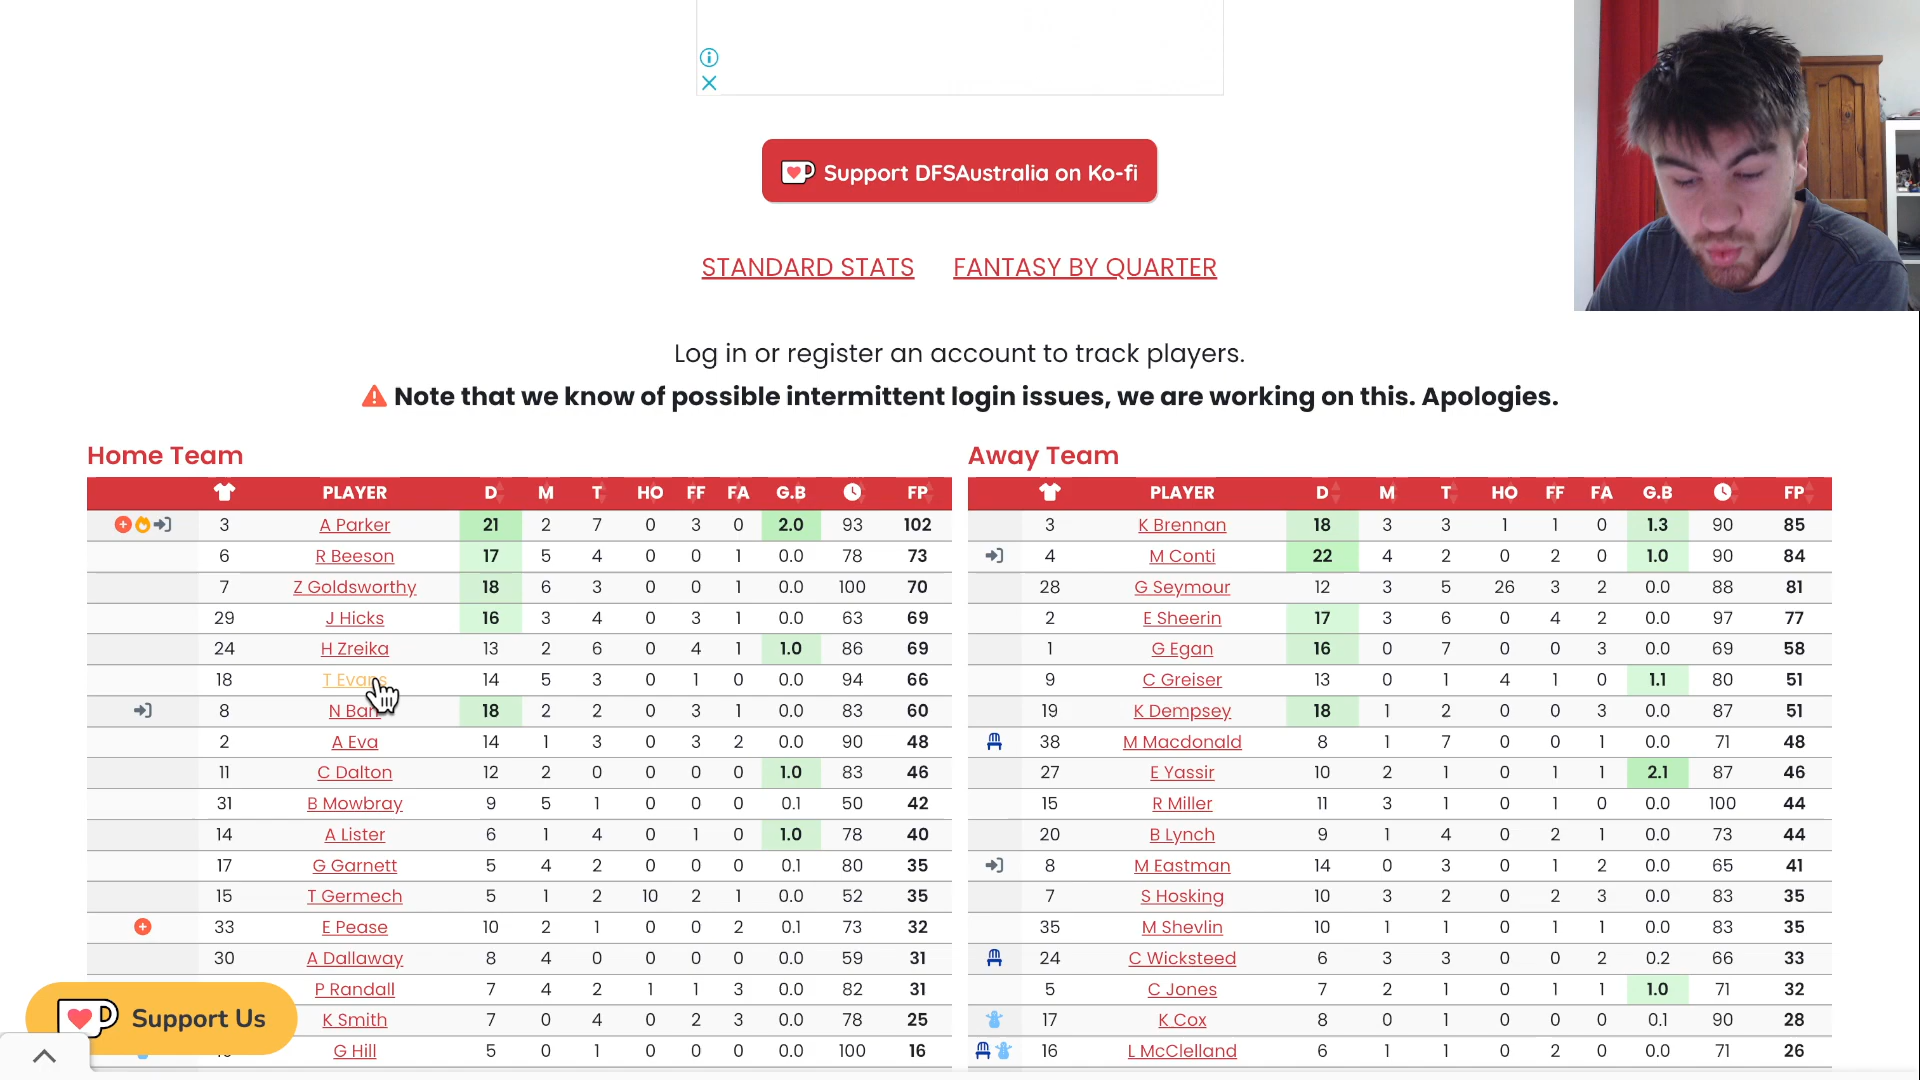 Support DFSAustralia on Ko-fi
STANDARD STATS FANTASY BY QUARTER
Log in or register an account to track players.
Note that we know of possible intermittent login issues, we are working on this. Apologies.
Home Team
PLAYER D M T HO FF FA G.B FP
3 A Parker 21 2 7 0 3 0 2.0 93 102
6 R Beeson 17 5 4 0 0 1 0.0 78 73
7 Z Goldsworthy 18 6 3 0 0 1 0.0 100 70
29 J Hicks 16 3 4 0 3 1 0.0 63 69
24 H Zreika 13 2 6 0 4 1 1.0 86 69
18 T Evans 14 5 3 0 1 0 0.0 94 66
8 N Barr 18 2 2 0 3 1 0.0 83 60
2 A Eva 14 1 3 0 3 2 0.0 90 48
11 C Dalton 12 2 0 0 0 0 1.0 83 46
31 B Mowbray 9 5 1 0 0 0 0.1 50 42
14 A Lister 6 1 4 0 1 0 1.0 78 40
17 G Garnett 5 4 2 0 0 0 0.1 80 35
15 T Germech 5 1 2 10 2 1 0.0 52 35
33 E Pease 10 2 1 0 0 2 0.1 73 32
30 A Dallaway 8 4 0 0 0 0 0.0 59 31
P Randall 7 4 2 1 1 3 0.0 82 31
K Smith 7 0 4 0 2 3 0.0 78 25
G Hill 5 0 1 0 0 0 0.0 100 16
Away Team
PLAYER D M T HO FF FA G.B FP
3 K Brennan 18 3 3 1 1 0 1.3 90 85
4 M Conti 22 4 2 0 2 0 1.0 90 84
28 G Seymour 12 3 5 26 3 2 0.0 88 81
2 E Sheerin 17 3 6 0 4 2 0.0 97 77
1 G Egan 16 0 7 0 0 3 0.0 69 58
9 C Greiser 13 0 1 4 1 0 1.1 80 51
19 K Dempsey 18 1 2 0 0 3 0.0 87 51
38 M Macdonald 8 1 7 0 0 1 0.0 71 48
27 E Yassir 10 2 1 0 1 1 2.1 87 46
15 R Miller 11 3 1 0 1 0 0.0 100 44
20 B Lynch 9 1 4 0 2 1 0.0 73 44
8 M Eastman 14 0 3 0 1 2 0.0 65 41
7 S Hosking 10 3 2 0 2 3 0.0 83 35
35 M Shevlin 10 1 1 0 1 1 0.0 83 35
24 C Wicksteed 6 3 3 0 0 2 0.2 66 33
5 C Jones 7 2 1 0 1 1 1.0 71 32
17 K Cox 8 0 1 0 0 0 0.1 90 28
16 L McClelland 6 1 1 0 2 0 0.0 71 26
Support Us